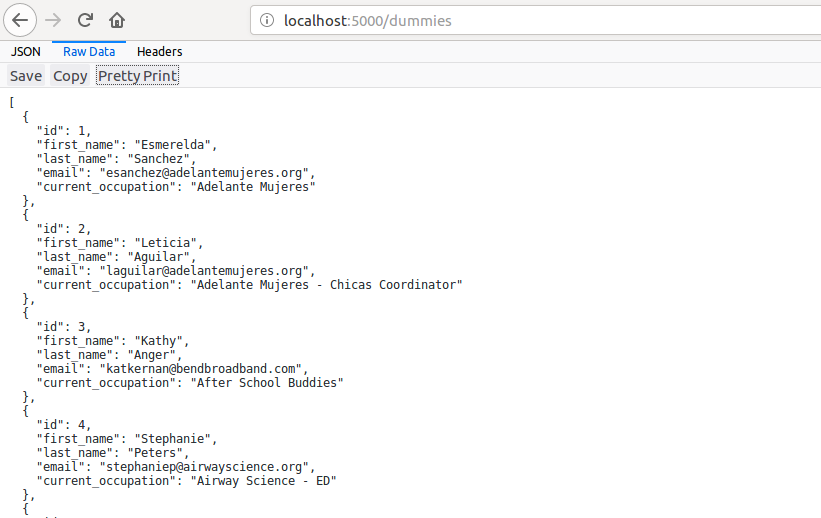 localhost:5000/dummies
JSON Raw Data Headers
Save Copy Pretty Print
[
  {
    "id": 1,
    "first_name": "Esmerelda",
    "last_name": "Sanchez",
    "email": "esanchez@adelantemujeres.org",
    "current_occupation": "Adelante Mujeres"
  },
  {
    "id": 2,
    "first_name": "Leticia",
    "last_name": "Aguilar",
    "email": "laguilar@adelantemujeres.org",
    "current_occupation": "Adelante Mujeres - Chicas Coordinator"
  },
  {
    "id": 3,
    "first_name": "Kathy",
    "last_name": "Anger",
    "email": "katkernan@bendbroadband.com",
    "current_occupation": "After School Buddies"
  },
  {
    "id": 4,
    "first_name": "Stephanie",
    "last_name": "Peters",
    "email": "stephaniep@airwayscience.org",
    "current_occupation": "Airway Science - ED"
  },
  {